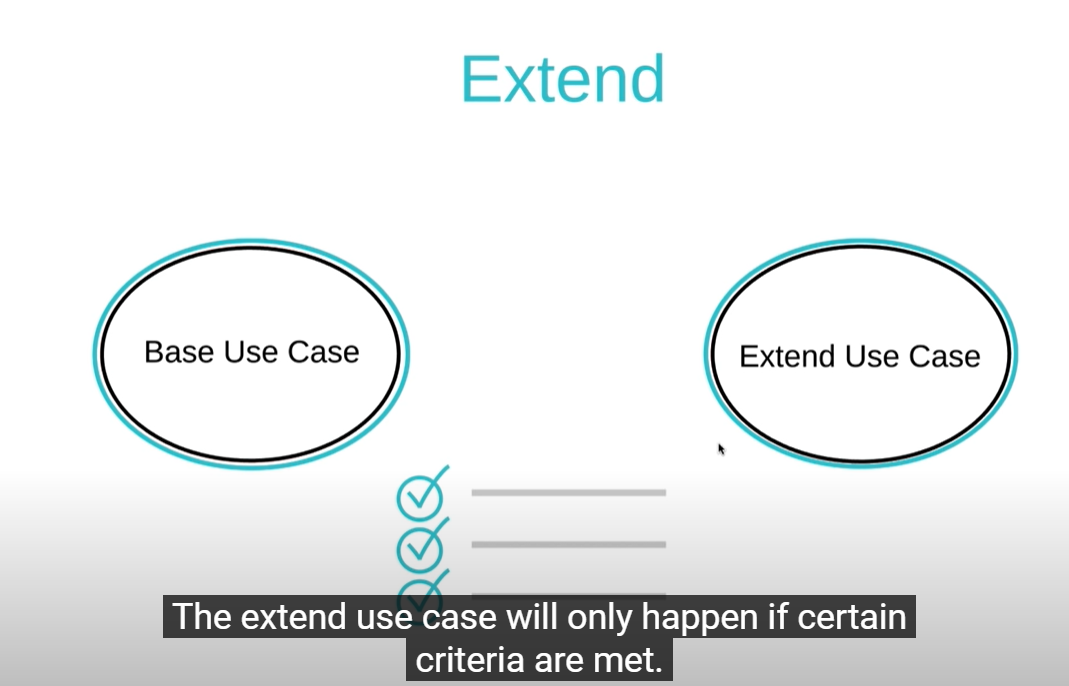 Extend
Base Use Case
Extend Use Case
The extend use case will only happen if certain
criteria are met.